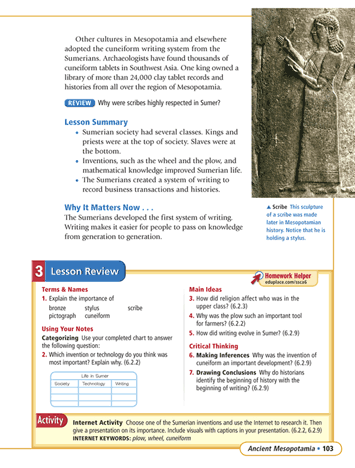 Other cultures in Mesopotamia and elsewhere
adopted the cuneiform writing system from the
Sumerians. Archaeologists have found thousands of
cuneiform tablets in Southwest Asia. One king owned a
library of more than 24,000 clay tablet records and
histories from all over the region of Mesopotamia.
REVIEW Why were scribes highly respected in Sumer?
Lesson Summary
• Sumerian society had several classes. Kings and
priests were at the top of society. Slaves were at
the bottom.
• Inventions, such as the wheel and the plow, and
mathematical knowledge improved Sumerian life.
• The Sumerians created a system of writing to
record business transactions and histories.
Why It Matters Now . . .
The Sumerians developed the first system of writing.
Writing makes it easier for people to pass on knowledge
from generation to generation.
▲ Scribe This sculpture
of a scribe was made
later in Mesopotamian
history. Notice that he is
holding a stylus.
3 Lesson Review
Homework Helper
eduplace.com/rssca6
Terms & Names
1. Explain the importance of
bronze stylus scribe
pictograph cuneiform
Using Your Notes
Categorize Use your completed chart to answer
the following question:
2. Which invention or technology do you think was
most important? Explain why. (6.2.2)
Life in Sumer
Society Technology Writing
Main Ideas
3. How did religion affect who was in the
upper class? (6.2.3)
4. Why was the plow such an important tool
for farmers? (6.2.2)
5. How did writing evolve in Sumer? (6.2.9)
Critical Thinking
6. Making Inferences Why was the invention of
cuneiform an important development? (6.2.9)
7. Drawing Conclusions Why do historians
identify the beginning of history with the
beginning of writing? (6.2.9)
Activity
Internet Activity Choose one of the Sumerian inventions and use the Internet to research it. Then
give a presentation on its importance. Include visuals with captions in your presentation. (6.2.2, 6.2.9)
INTERNET KEYWORDS: plow, wheel, cuneiform
Ancient Mesopotamia • 103